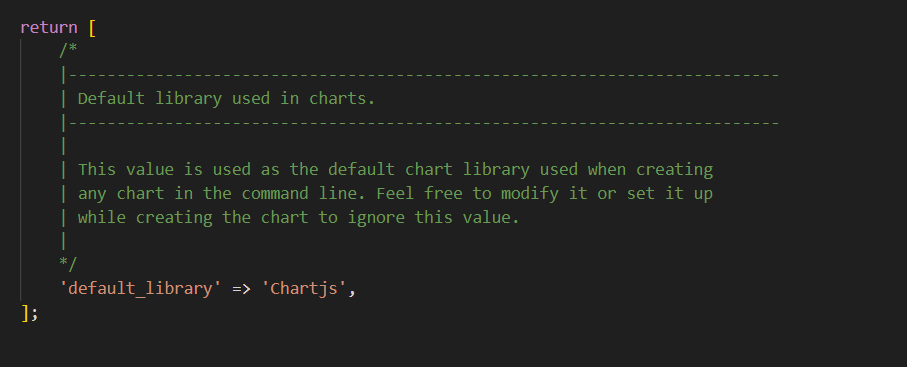 return [
/*
|-------------------------------------------------------------------------
| Default library used in charts.
|-------------------------------------------------------------------------
|
| This value is used as the default chart library used when creating
| any chart in the command line. Feel free to modify it or set it up
| while creating the chart to ignore this value.
|
*/
'default_library' => 'Chartjs',
];